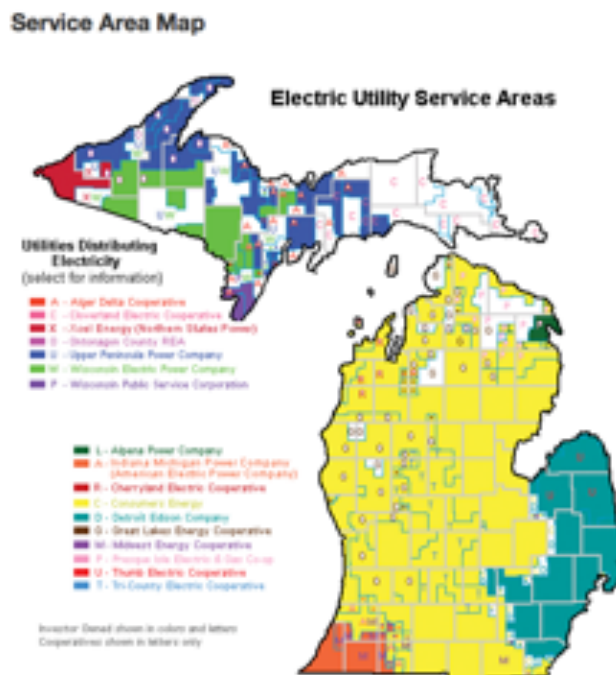 Service Area Map
Electric Utility Service Areas
Utilities Distributing
Electricity
(select for information)
A - Alger Delta Cooperative
C - Cloverland Electric Cooperative
X - Xcel Energy (Northern States Power)
O - Ontonagon County REA
U - Upper Peninsula Power Company
W - Wisconsin Electric Power Company
P - Wisconsin Public Service Corporation
L - Alpena Power Company
A - Indiana Michigan Power Company
(American Electric Power Company)
R - Cherryland Electric Cooperative
C - Consumers Energy
D - Detroit Edison Company
G - Great Lakes Energy Cooperative
M - Midwest Energy Cooperative
P - Presque Isle Electric & Gas Co-op
U - Thumb Electric Cooperative
T - Tri-County Electric Cooperative
Investor Owned shown in colors and letters
Cooperatives shown in letters only